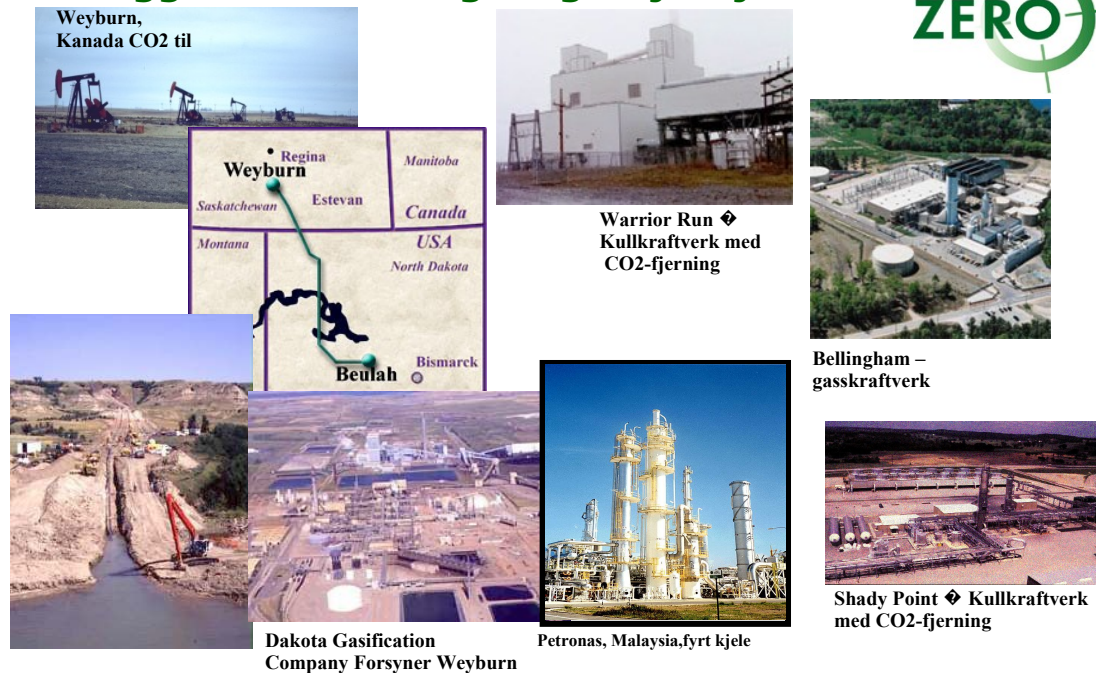 ZERO
Weyburn,
Kanada CO2 til
Regina
Weyburn
Manitoba
Saskatchewan
Estevan
Canada
Montana
USA
North Dakota
Bismarck
Beulah
Warrior Run �
Kullkraftverk med
CO2-fjerning
Bellingham –
gasskraftverk
Dakota Gasification
Company Forsyner Weyburn
Petronas, Malaysia,fyrt kjele
Shady Point � Kullkraftverk
med CO2-fjerning